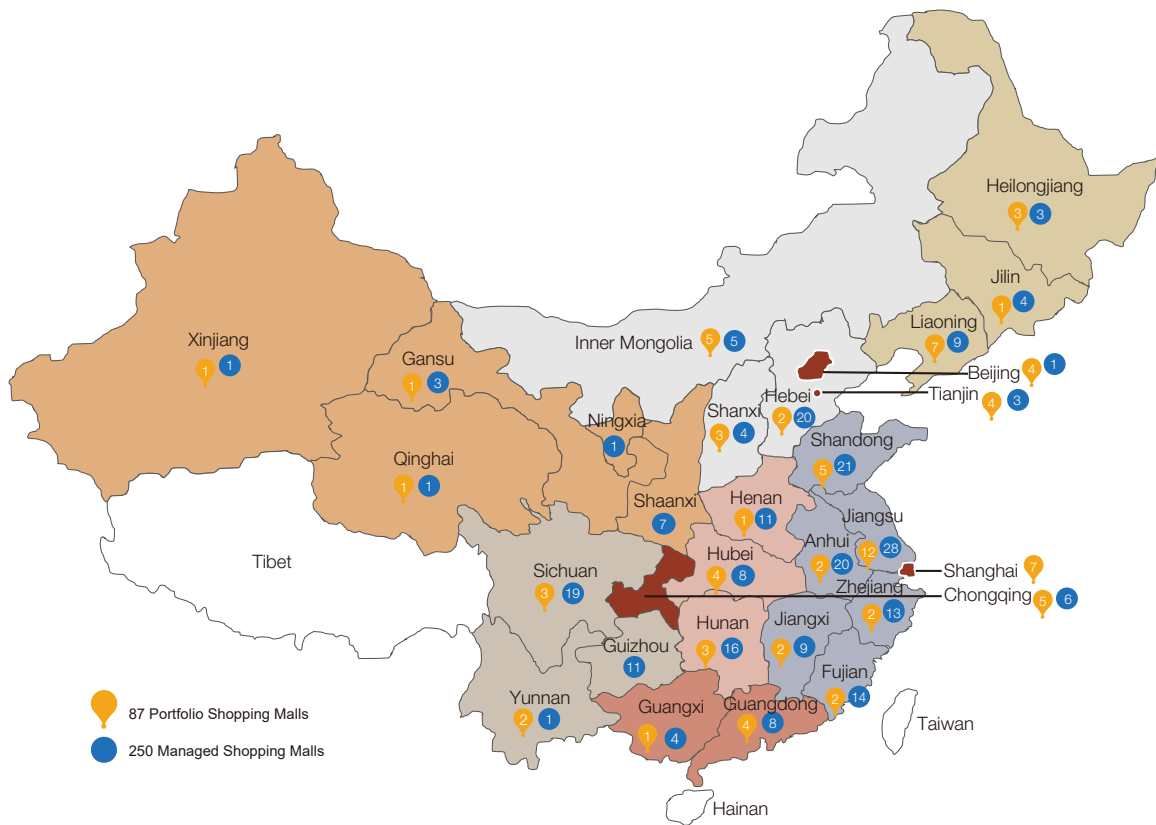 Heilongjiang
3 3
Jilin
1 4
Liaoning
7 9
Xinjiang
1 1
Gansu
1 3
Inner Mongolia 5 5
Beijing 4 1
Tianjin 4 3
Hebei
2 20
Shanxi
3 4
Ningxia
1
Shandong
5 21
Qinghai
1 1
Shaanxi
7
Henan
1 11
Jiangsu
12 28
Anhui
2 20
Tibet
Sichuan
3 19
Hubei
4 8
Shanghai 7
Zhejiang
2 13
Chongqing 5 6
Hunan
3 16
Jiangxi
2 9
Guizhou
11
Fujian
2 14
Yunnan
2 1
Guangxi
1 4
Guangdong
4 8
Taiwan
Hainan
87 Portfolio Shopping Malls
250 Managed Shopping Malls